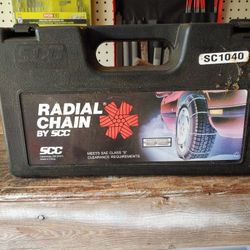 SCC
SC1040
RADIAL
CHAIN
BY SCC
SCC
MEETS SAE CLASS "S"
CLEARANCE REQUIREMENTS